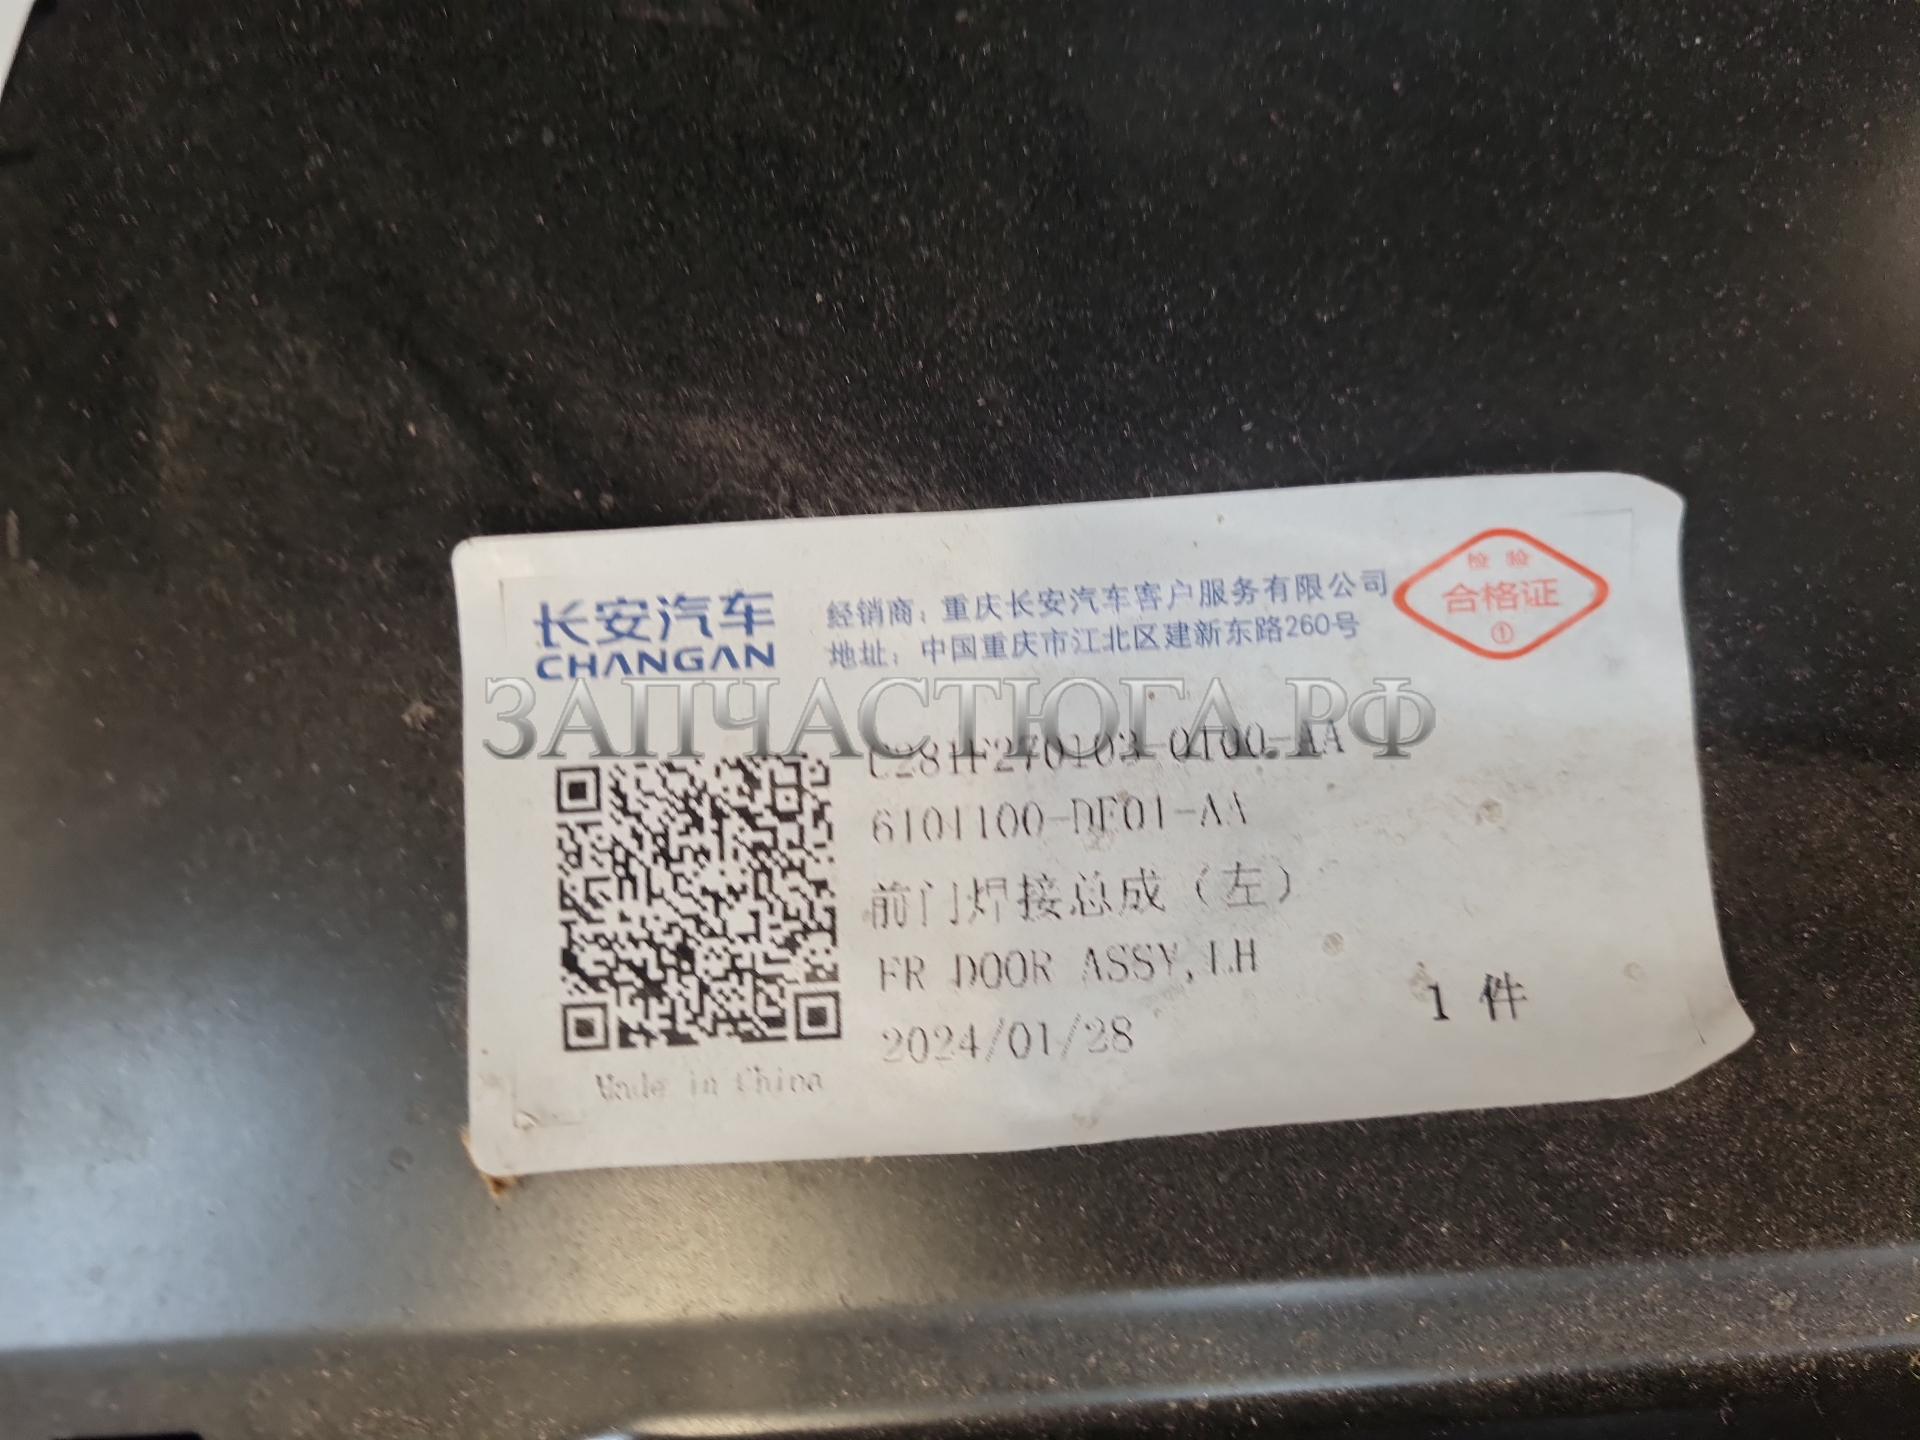 长安汽车
CHANGAN
经销商：重庆长安汽车客户服务有限公司
地址：中国重庆市江北区建新东路260号
检 验
合格证
①
ЗАПЧАСТЮГА.РФ
C281F270103-0100-AA
6101100-DF01-AA
前门焊接总成（左）
FR DOOR ASSY,LH
2024/01/28
1 件
Made in China